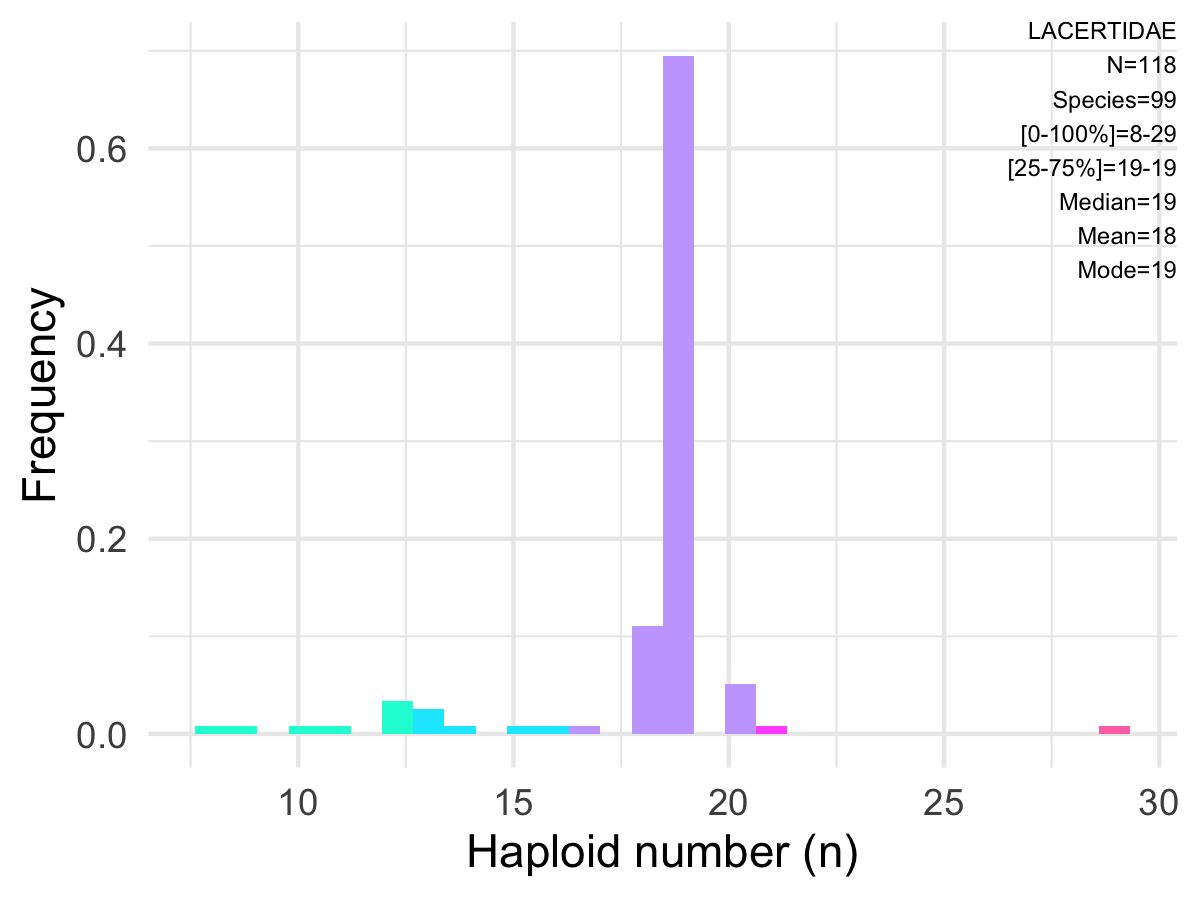 LACERTIDAE
N=118
Species=99
[0-100%]=8-29
[25-75%]=19-19
Median=19
Mean=18
Mode=19
Frequency
0.6
0.4
0.2
0.0
10 15 20 25 30
Haploid number (n)